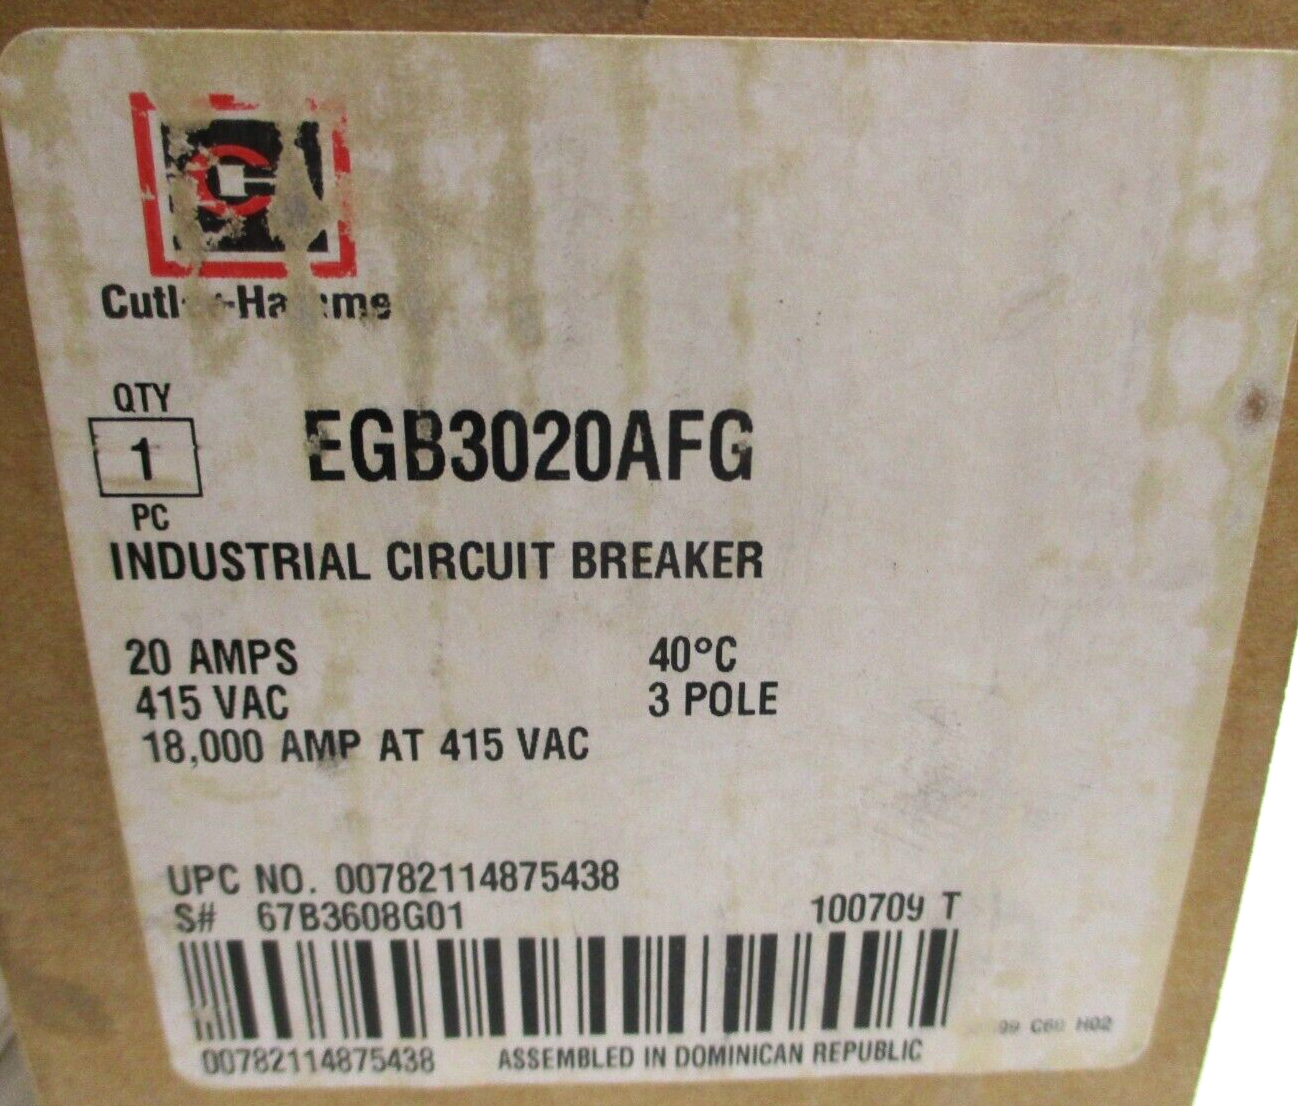 QTY
1
PC
EGB3020AFG
INDUSTRIAL CIRCUIT BREAKER
20 AMPS 40°C
415 VAC 3 POLE
18,000 AMP AT 415 VAC
UPC NO. 00782114875438
S# 67B3608G01 100709 T
H02
00782114875438 ASSEMBLED IN DOMINICAN REPUBLIC